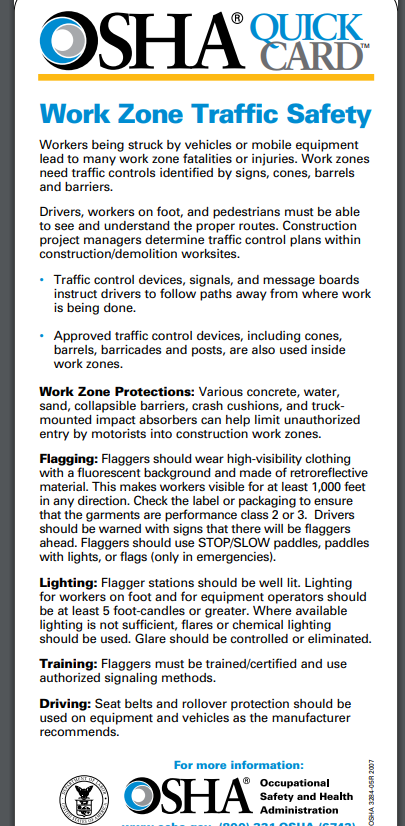 OSHA® QUICK
CARD™
Work Zone Traffic Safety
Workers being struck by vehicles or mobile equipment
lead to many work zone fatalities or injuries. Work zones
need traffic controls identified by signs, cones, barrels
and barriers.
Drivers, workers on foot, and pedestrians must be able
to see and understand the proper routes. Construction
project managers determine traffic control plans within
construction/demolition worksites.
• Traffic control devices, signals, and message boards
instruct drivers to follow paths away from where work
is being done.
• Approved traffic control devices, including cones,
barrels, barricades and posts, are also used inside
work zones.
Work Zone Protections: Various concrete, water,
sand, collapsible barriers, crash cushions, and truck-
mounted impact absorbers can help limit unauthorized
entry by motorists into construction work zones.
Flagging: Flaggers should wear high-visibility clothing
with a fluorescent background and made of retroreflective
material. This makes workers visible for at least 1,000 feet
in any direction. Check the label or packaging to ensure
that the garments are performance class 2 or 3. Drivers
should be warned with signs that there will be flaggers
ahead. Flaggers should use STOP/SLOW paddles, paddles
with lights, or flags (only in emergencies).
Lighting: Flagger stations should be well lit. Lighting
for workers on foot and for equipment operators should
be at least 5 foot-candles or greater. Where available
lighting is not sufficient, flares or chemical lighting
should be used. Glare should be controlled or eliminated.
Training: Flaggers must be trained/certified and use
authorized signaling methods.
Driving: Seat belts and rollover protection should be
used on equipment and vehicles as the manufacturer
recommends.
For more information:
OSHA® Occupational
Safety and Health
Administration
www.osha.gov (800) 321-OSHA (6742)
OSHA 3284-05R 2007